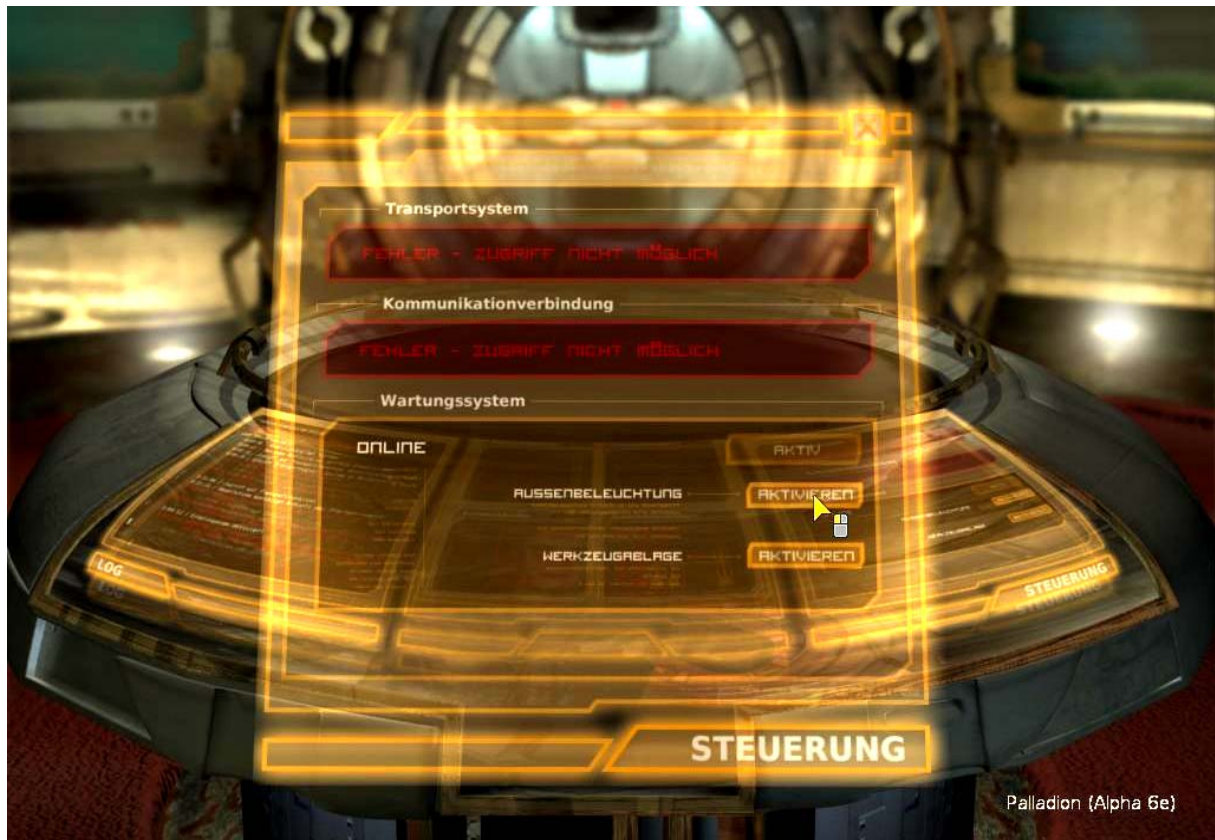 Transportsystem
FEHLER - ZUGRIFF NICHT MÖGLICH
Kommunikationverbindung
FEHLER - ZUGRIFF NICHT MÖGLICH
Wartungssystem
ONLINE
AKTIV
AUSSENBELEUCHTUNG
AKTIVIEREN
WERKZEUGABLAGE
AKTIVIEREN
LOG
STEUERUNG
STEUERUNG
Palladion (Alpha 6e)